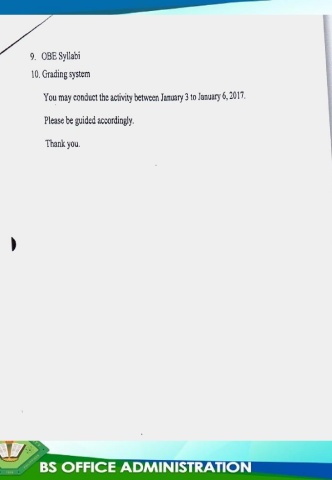 9. OBE Syllabi
10. Grading system
You may conduct the activity between January 3 to January 6, 2017.
Please be guided accordingly.
Thank you.
BS OFFICE ADMINISTRATION